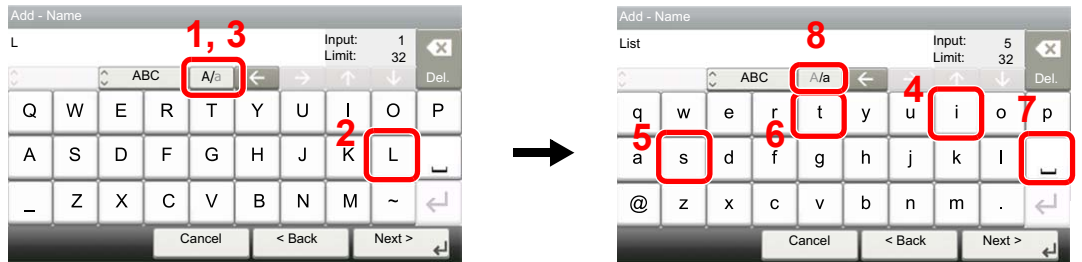 Add - Name
L
Input: 1
Limit: 32
1, 3
ABC
A/a
← → ↑ ↓
Del.
Q W E R T Y U I O P
2
A S D F G H J K L
_ Z X C V B N M ~
Cancel
< Back
Next >
Add - Name
List
8
Input: 5
Limit: 32
ABC
A/a
← → ↑ ↓
Del.
4
q w e r t y u i o p
5
6
7
a s d f g h j k l
@ z x c v b n m .
Cancel
< Back
Next >